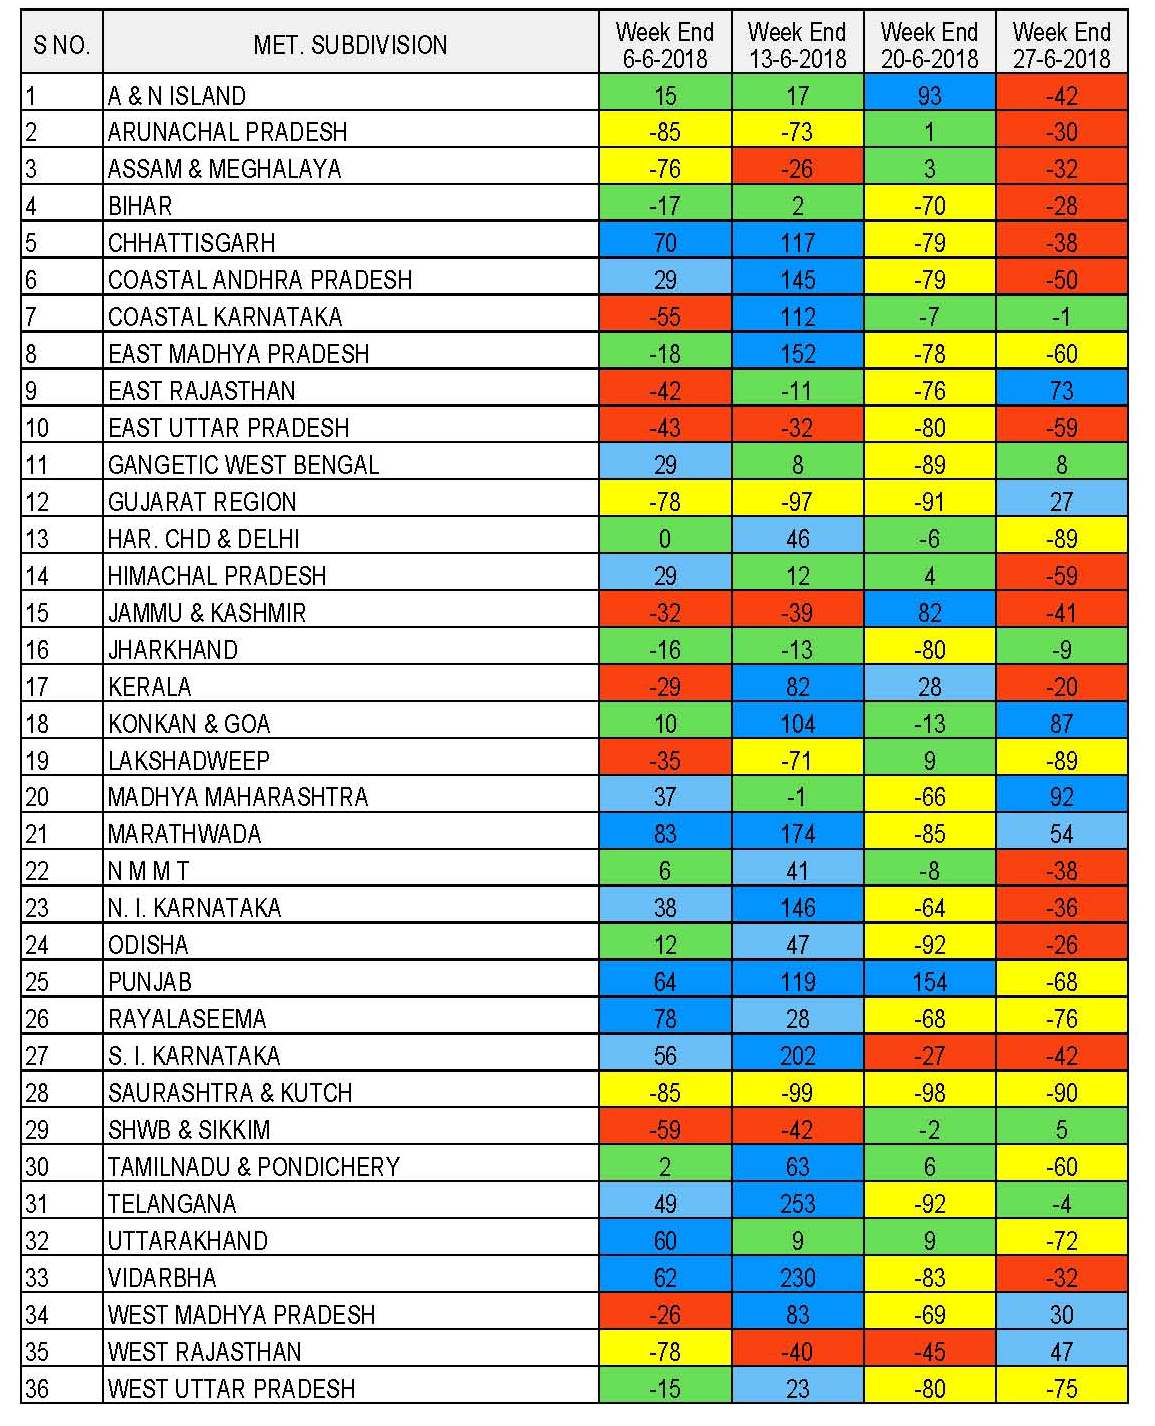 S NO. MET. SUBDIVISION Week End 6-6-2018 Week End 13-6-2018 Week End 20-6-2018 Week End 27-6-2018
1 A & N ISLAND 15 17 93 -42
2 ARUNACHAL PRADESH -85 -73 1 -30
3 ASSAM & MEGHALAYA -76 -26 3 -32
4 BIHAR -17 2 -70 -28
5 CHHATTISGARH 70 117 -79 -38
6 COASTAL ANDHRA PRADESH 29 145 -79 -50
7 COASTAL KARNATAKA -55 112 -7 -1
8 EAST MADHYA PRADESH -18 152 -78 -60
9 EAST RAJASTHAN -42 -11 -76 73
10 EAST UTTAR PRADESH -43 -32 -80 -59
11 GANGETIC WEST BENGAL 29 8 -89 8
12 GUJARAT REGION -78 -97 -91 27
13 HAR. CHD & DELHI 0 46 -6 -89
14 HIMACHAL PRADESH 29 12 4 -59
15 JAMMU & KASHMIR -32 -39 82 -41
16 JHARKHAND -16 -13 -80 -9
17 KERALA -29 82 28 -20
18 KONKAN & GOA 10 104 -13 87
19 LAKSHADWEEP -35 -71 9 -89
20 MADHYA MAHARASHTRA 37 -1 -66 92
21 MARATHWADA 83 174 -85 54
22 N M M T 6 41 -8 -38
23 N. I. KARNATAKA 38 146 -64 -36
24 ODISHA 12 47 -92 -26
25 PUNJAB 64 119 154 -68
26 RAYALASEEMA 78 28 -68 -76
27 S. I. KARNATAKA 56 202 -27 -42
28 SAURASHTRA & KUTCH -85 -99 -98 -90
29 SHWB & SIKKIM -59 -42 -2 5
30 TAMILNADU & PONDICHERY 2 63 6 -60
31 TELANGANA 49 253 -92 -4
32 UTTARAKHAND 60 9 9 -72
33 VIDARBHA 62 230 -83 -32
34 WEST MADHYA PRADESH -26 83 -69 30
35 WEST RAJASTHAN -78 -40 -45 47
36 WEST UTTAR PRADESH -15 23 -80 -75